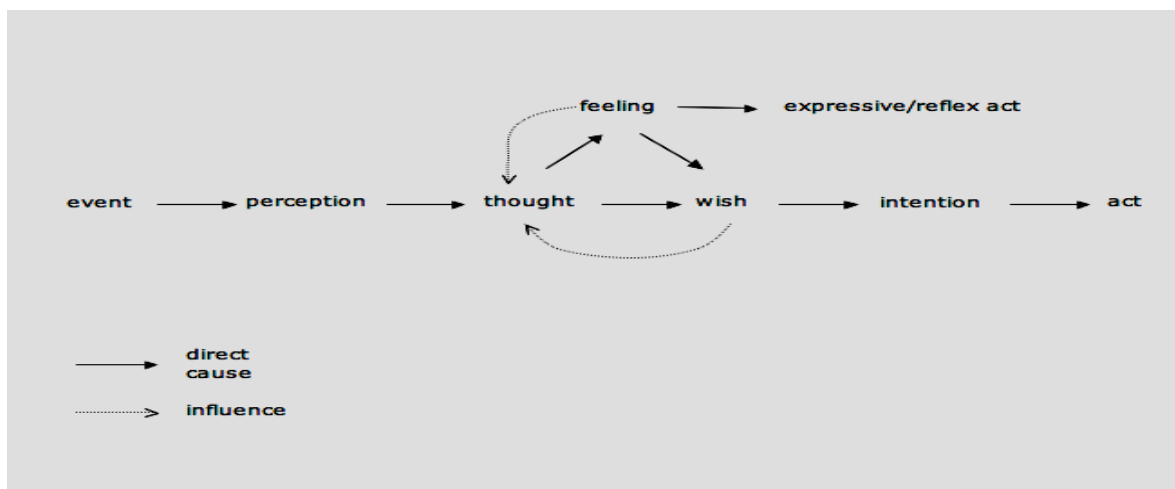 feeling expressive/reflex act
event perception thought wish intention act
direct
cause
influence